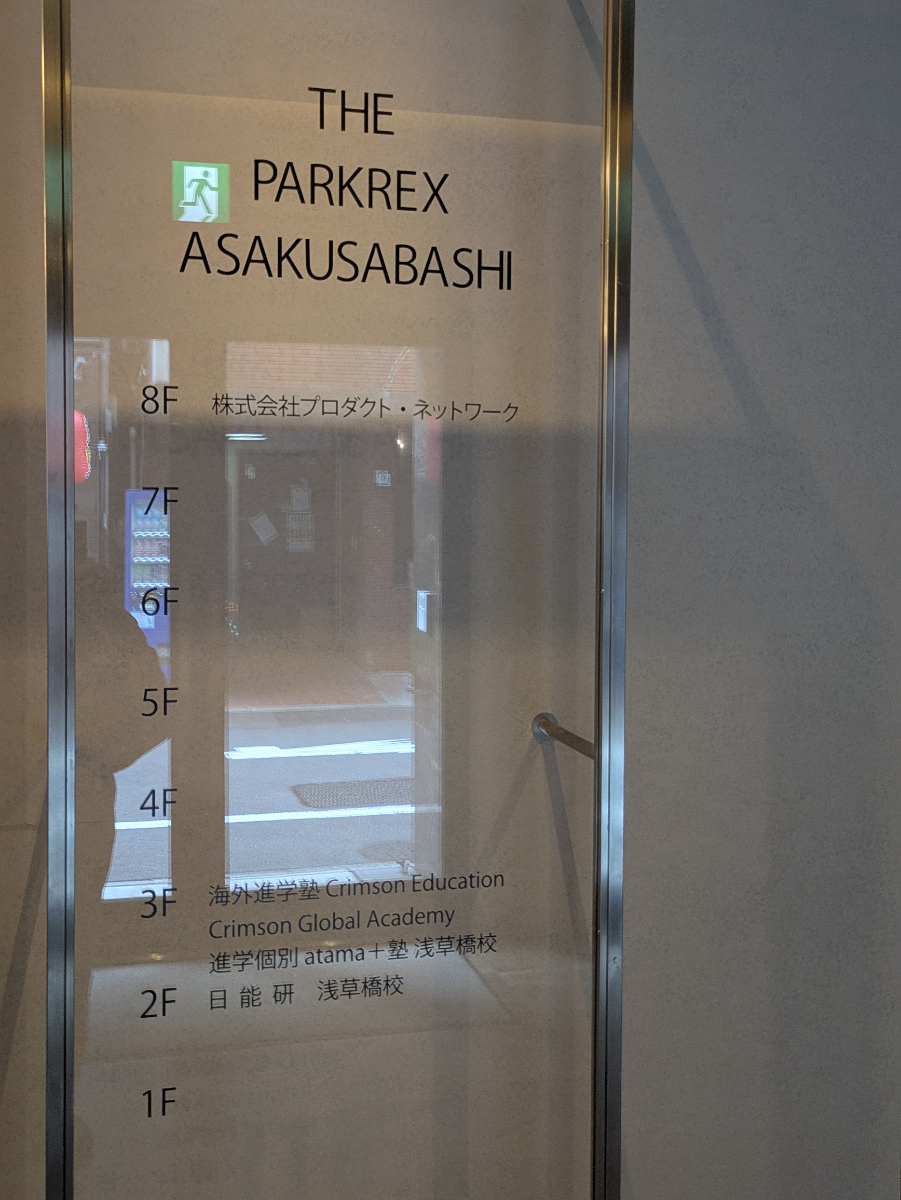 THE
PARKREX
ASAKUSABASHI
8F 株式会社プロダクト・ネットワーク
7F
6F
5F
4F
3F 海外進学塾 Crimson Education
Crimson Global Academy
進学個別 atama＋塾 浅草橋校
2F 日能研 浅草橋校
1F